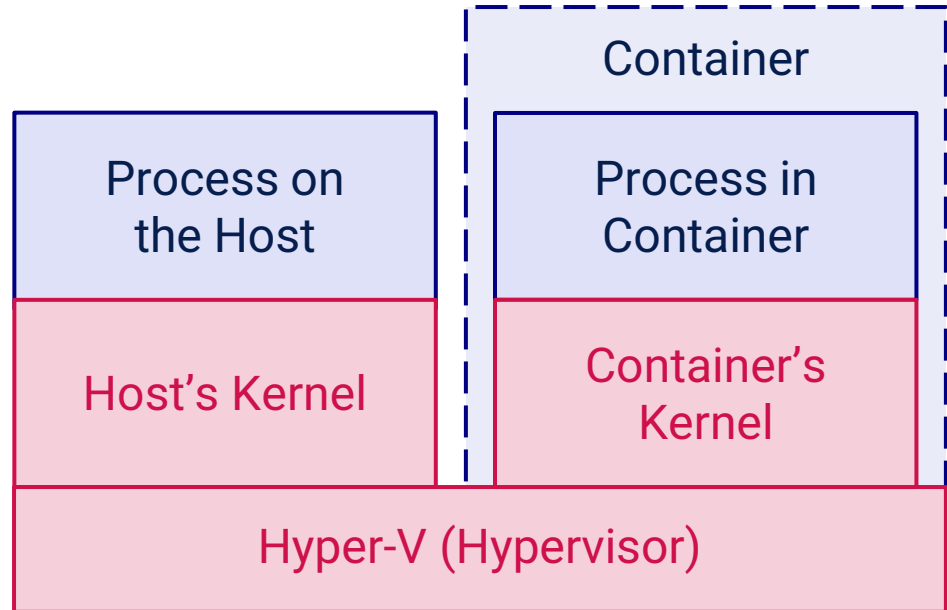 Container
Process on
the Host
Process in
Container
Host’s Kernel
Container’s
Kernel
Hyper-V (Hypervisor)